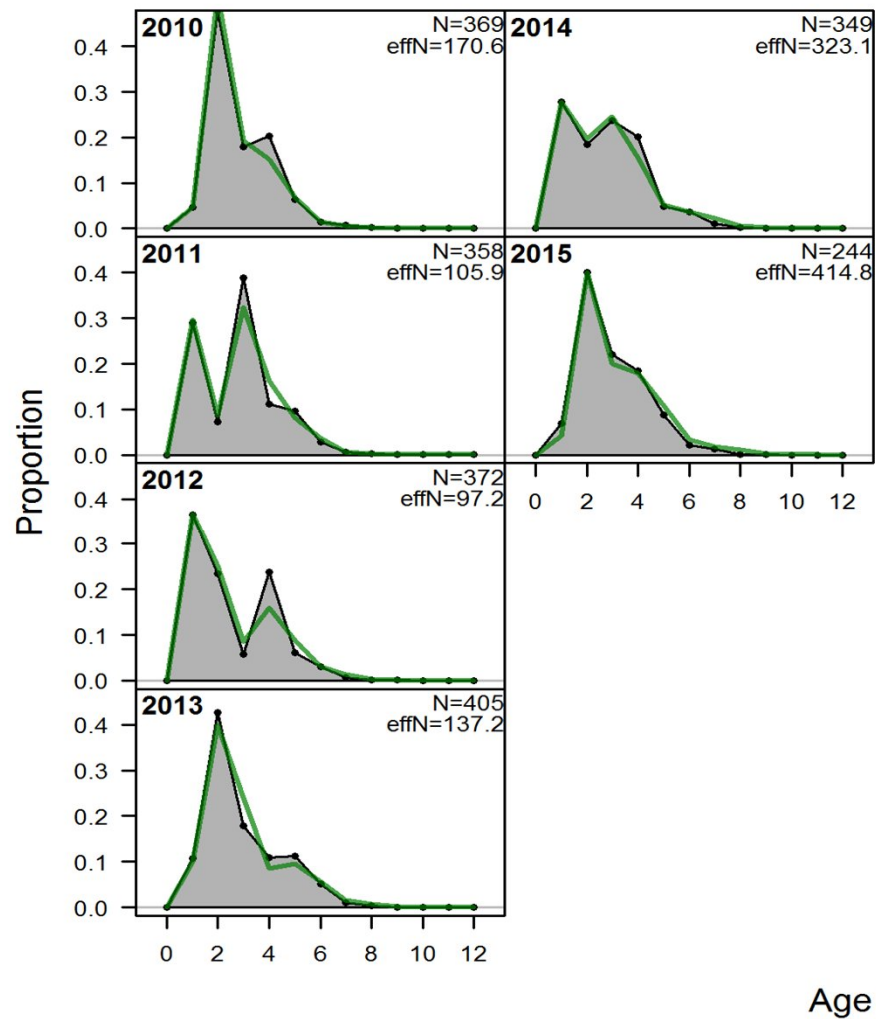 Proportion
2010
N=369
effN=170.6
0.4
0.3
0.2
0.1
0.0
2011
N=358
effN=105.9
0.4
0.3
0.2
0.1
0.0
2012
N=372
effN=97.2
0.4
0.3
0.2
0.1
0.0
2013
N=405
effN=137.2
0.4
0.3
0.2
0.1
0.0
0 2 4 6 8 10 12
2014
N=349
effN=323.1
2015
N=244
effN=414.8
0 2 4 6 8 10 12
Age